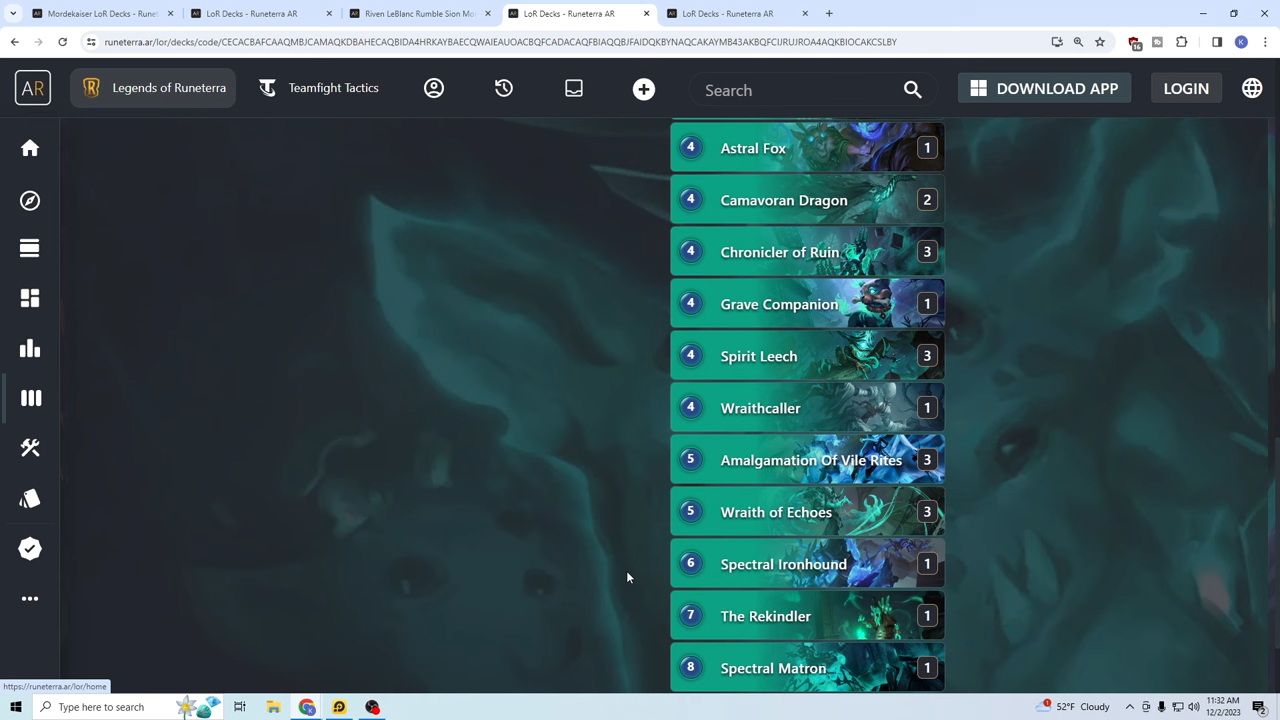 Mordekaiser LoR Decks - Runet
LoR Decks - Runeterra AR
Riven LeBlanc Rumble Sion Mo
LoR Decks - Runeterra AR
LoR Decks - Runeterra AR
runeterra.ar/lor/decks/code/CECACBAFCAAQMBJCAMAQKDBAHECAQBIDA4HRKAYBAECQWAIEAUOACBQFCADACAQFBIAQQBJFAIDQKBYNAQCAKAYMB43AKBQFCIJRUJROA4AQKBIOCAKCSLBY
16
K
AR
Legends of Runeterra
Teamfight Tactics
Search
DOWNLOAD APP
LOGIN
4 Astral Fox 1
4 Camavoran Dragon 2
4 Chronicler of Ruin 3
4 Grave Companion 1
4 Spirit Leech 3
4 Wraithcaller 1
5 Amalgamation Of Vile Rites 3
5 Wraith of Echoes 3
6 Spectral Ironhound 1
7 The Rekindler 1
8 Spectral Matron 1
https://runeterra.ar/lor/home
Type here to search
1
52°F Cloudy
11:32 AM
12/2/2023
2